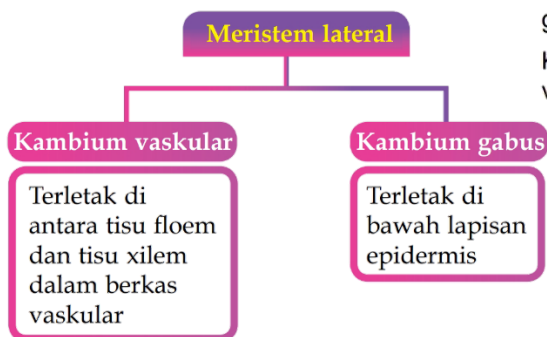 Meristem lateral
Kambium vaskular
Terletak di
antara tisu floem
dan tisu xilem
dalam berkas
vaskular
Kambium gabus
Terletak di
bawah lapisan
epidermis